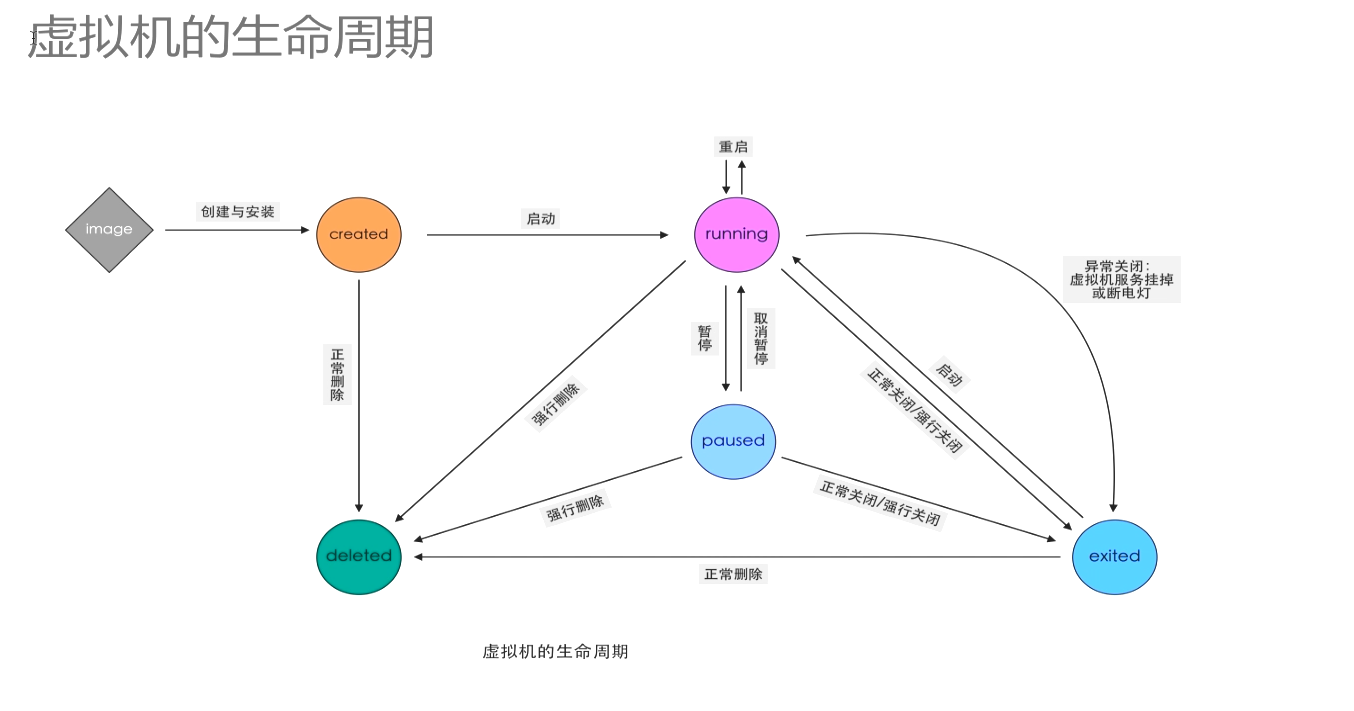 虚拟机的生命周期
重启
image
创建与安装
created
启动
running
异常关闭：
虚拟机服务挂掉
或断电灯
正常删除
强行删除
暂停
取消暂停
启动
正常关闭/强行关闭
paused
强行删除
正常关闭/强行关闭
deleted
正常删除
exited
虚拟机的生命周期